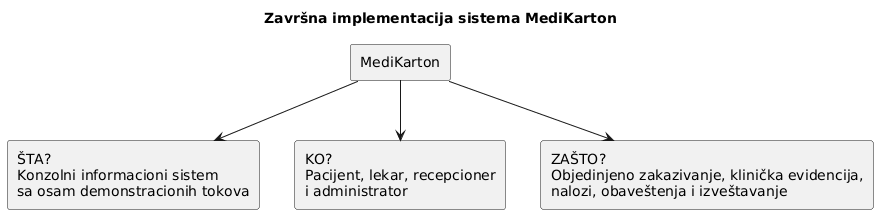 Završna implementacija sistema MediKarton
MediKarton
ŠTA?
Konzolni informacioni sistem
sa osam demonstracionih tokova
KO?
Pacijent, lekar, recepcioner
i administrator
ZAŠTO?
Objedinjeno zakazivanje, klinička evidencija,
nalozi, obaveštenja i izveštavanje